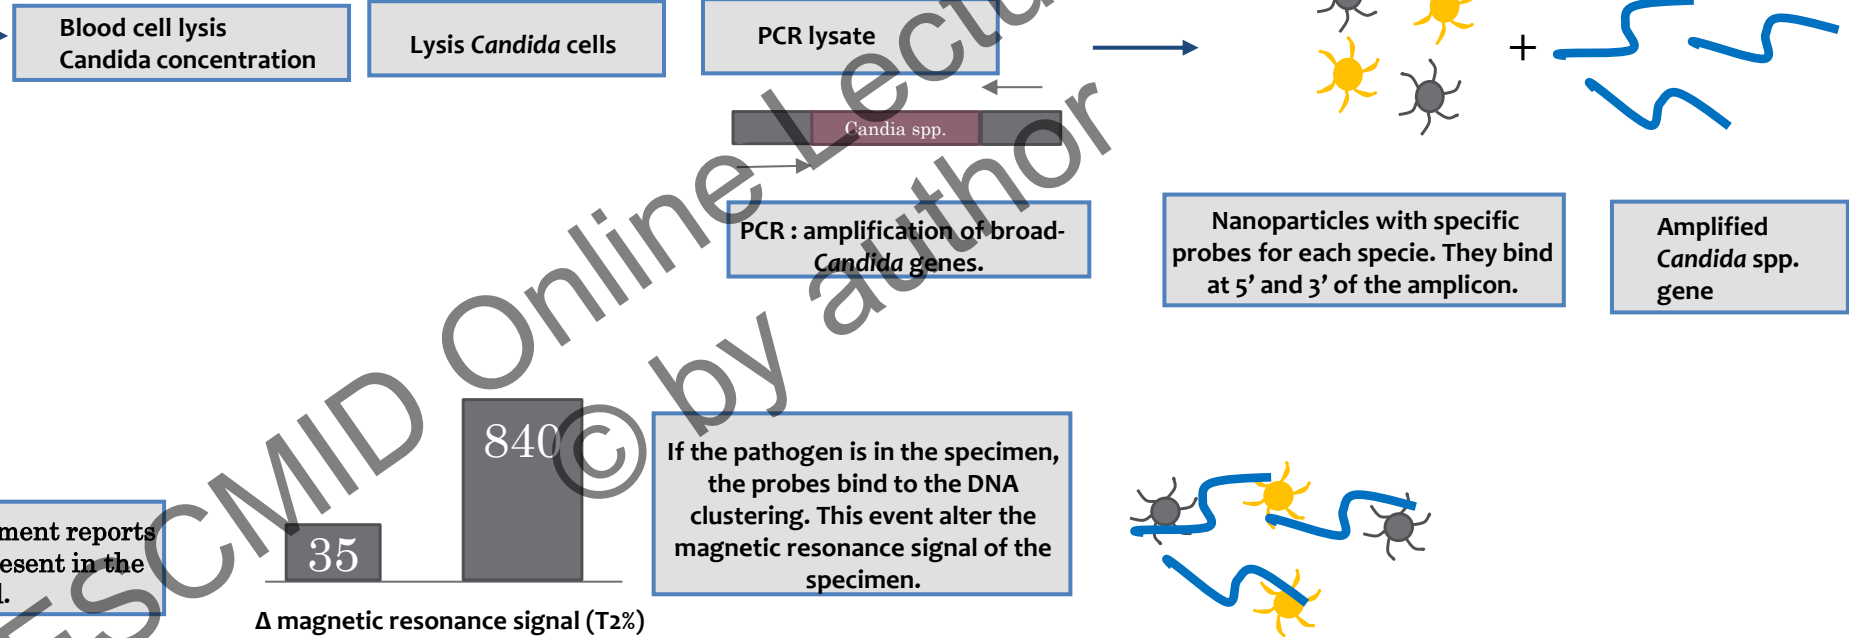 Blood cell lysis
Candida concentration
Lysis Candida cells
PCR lysate
+
Candia spp.
PCR : amplification of broad-
Candida genes.
Nanoparticles with specific
probes for each specie. They bind
at 5’ and 3’ of the amplicon.
Amplified
Candida spp.
gene
ment reports
esent in the
35
840
Δ magnetic resonance signal (T2%)
If the pathogen is in the specimen,
the probes bind to the DNA
clustering. This event alter the
magnetic resonance signal of the
specimen.
ESCMID Online Lectu
© by author